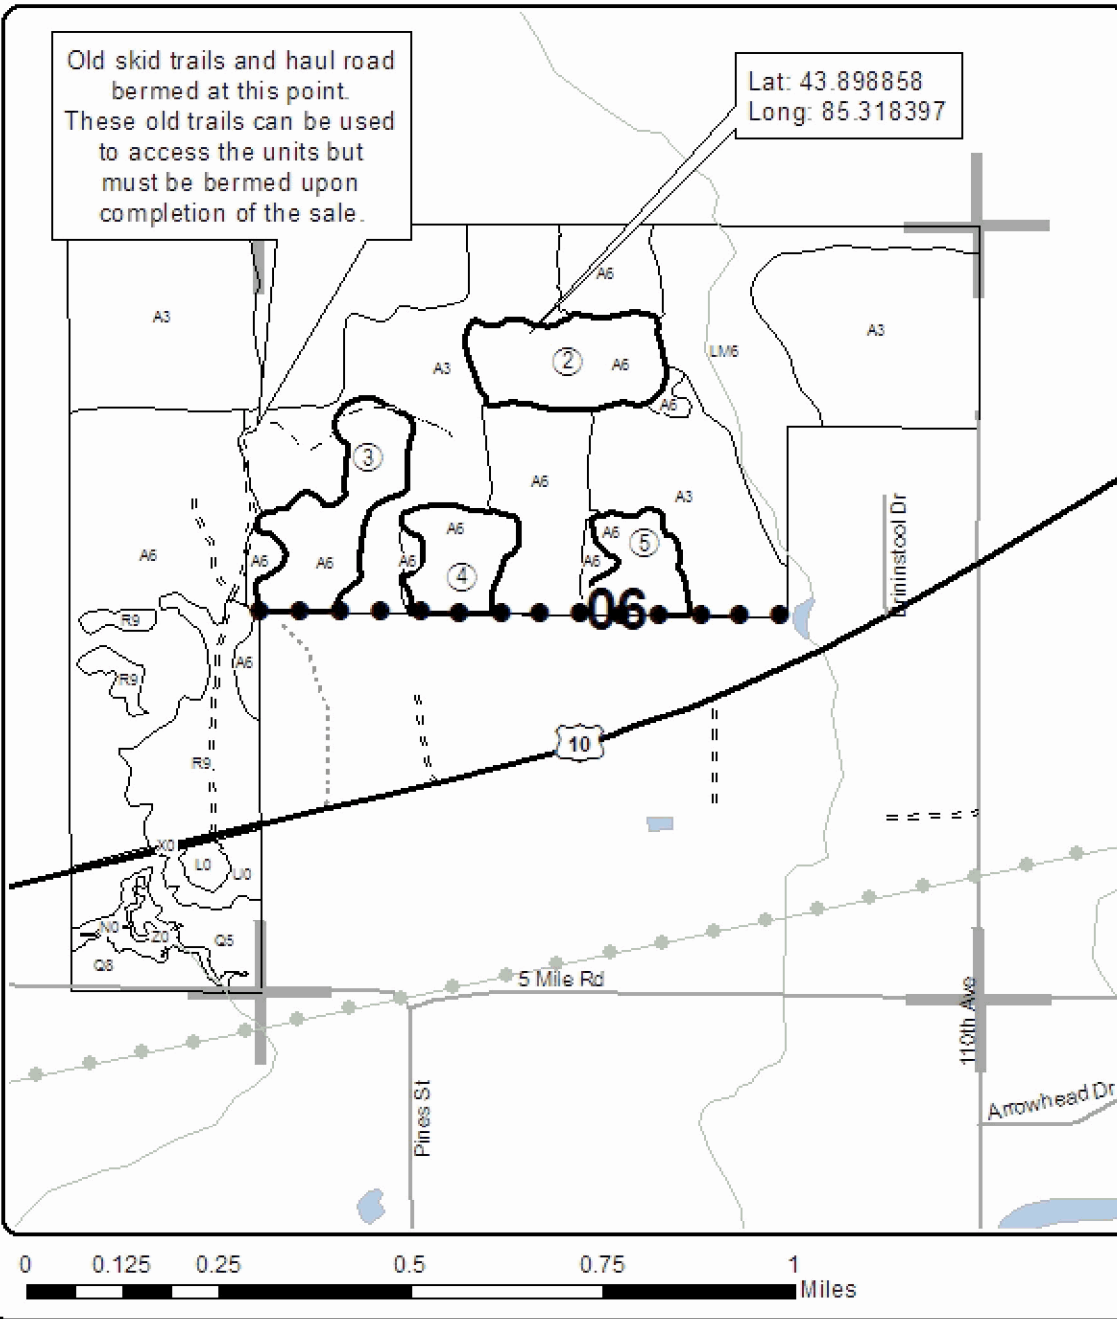 Old skid trails and haul road
bermed at this point.
These old trails can be used
to access the units but
must be bermed upon
completion of the sale.
Lat: 43.898858
Long: 85.318397
A6
A3
A3
LM6
2
A6
A3
A6
3
A6
A3
Brininstool Dr
A6
A6
5
A6
A6
A6
A6
A6
4
06
R9
A6
R9
10
R9
X0
L0
U0
N0
Z0
Q5
Q8
5 Mile Rd
110th Ave
Pines St
Arrowhead Dr
0
0.125
0.25
0.5
0.75
1
Miles